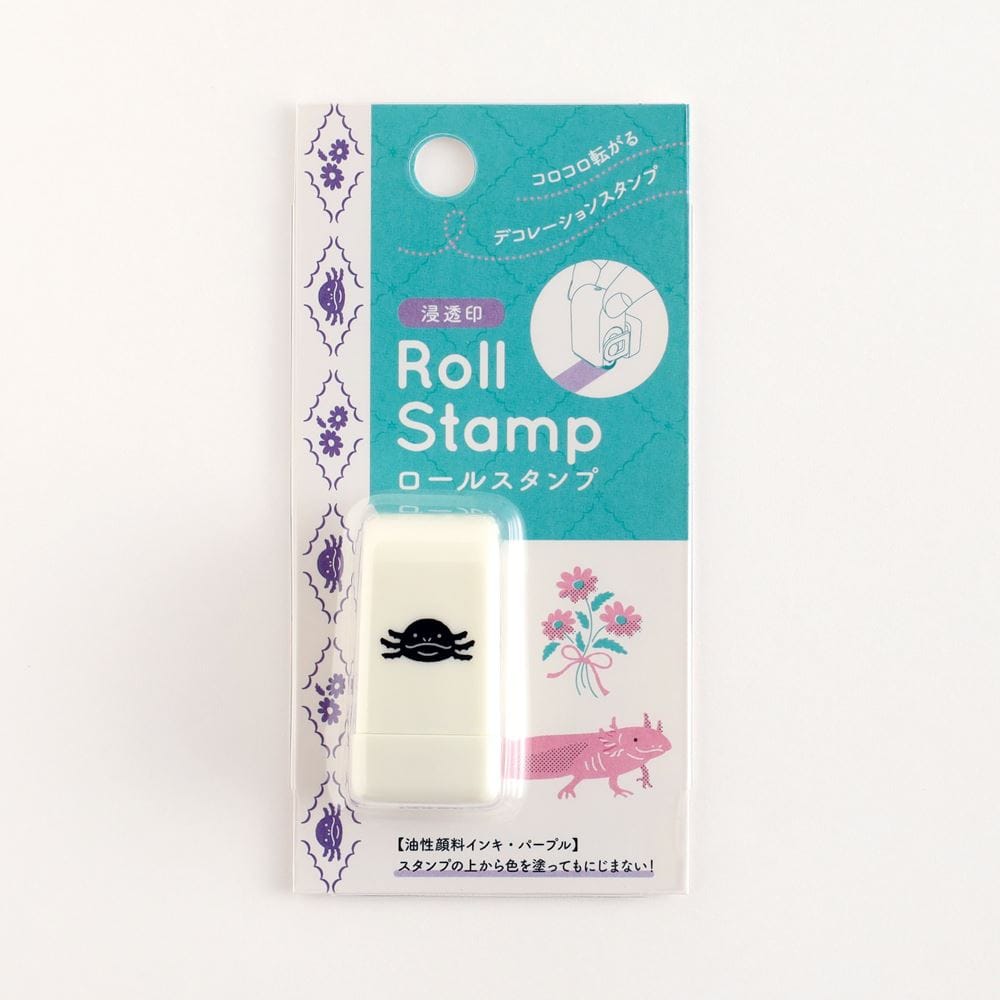 コロコロ転がる
デコレーションスタンプ
浸透印
Roll
Stamp
ロールスタンプ
【油性顔料インキ・パープル】
スタンプの上から色を塗ってもにじまない!